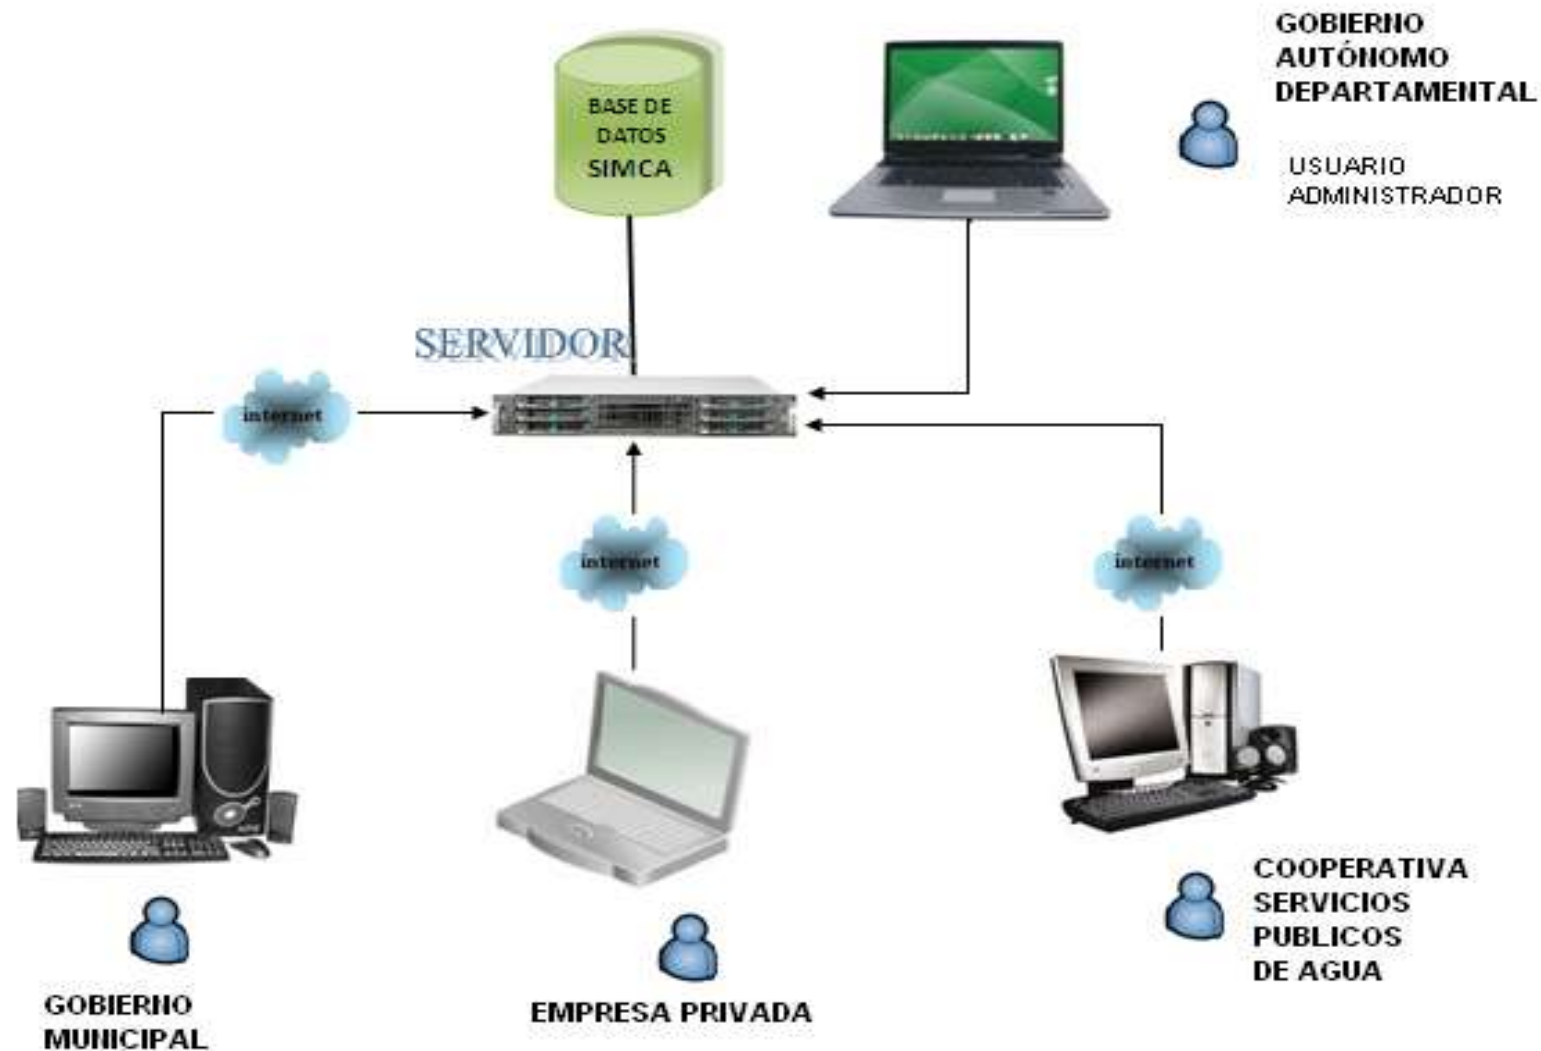 GOBIERNO
AUTÓNOMO
DEPARTAMENTAL
USUARIO
ADMINISTRADOR
BASE DE
DATOS
SIMCA
SERVIDOR
internet
internet
internet
GOBIERNO
MUNICIPAL
EMPRESA PRIVADA
COOPERATIVA
SERVICIOS
PUBLICOS
DE AGUA